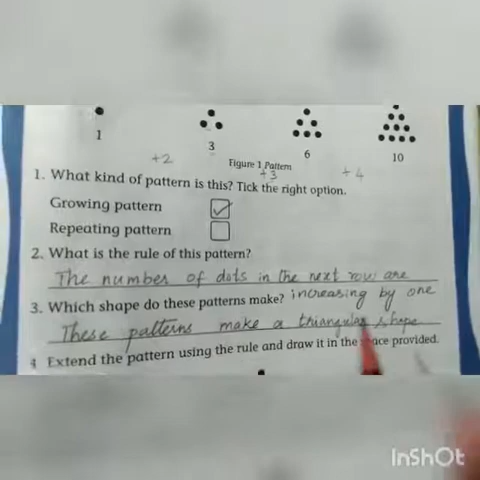 1 3 6 10
+2 +3 +4
Figure 1 Pattern
1. What kind of pattern is this? Tick the right option.
Growing pattern
Repeating pattern
2. What is the rule of this pattern?
The number of dots in the next row are
increasing by one
3. Which shape do these patterns make?
These patterns make a triangular shape
4 Extend the pattern using the rule and draw it in the space provided.
InShOt